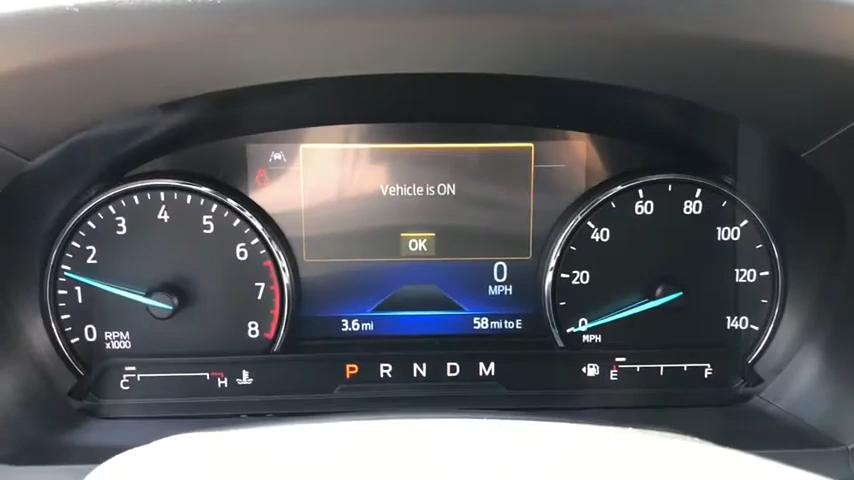 Vehicle is ON
OK
0
MPH
3.6 mi
58 mi to E
0
1
2
3
4
5
6
7
8
RPM
x1000
0
20
40
60
80
100
120
140
MPH
C
H
P R N D M
E
F